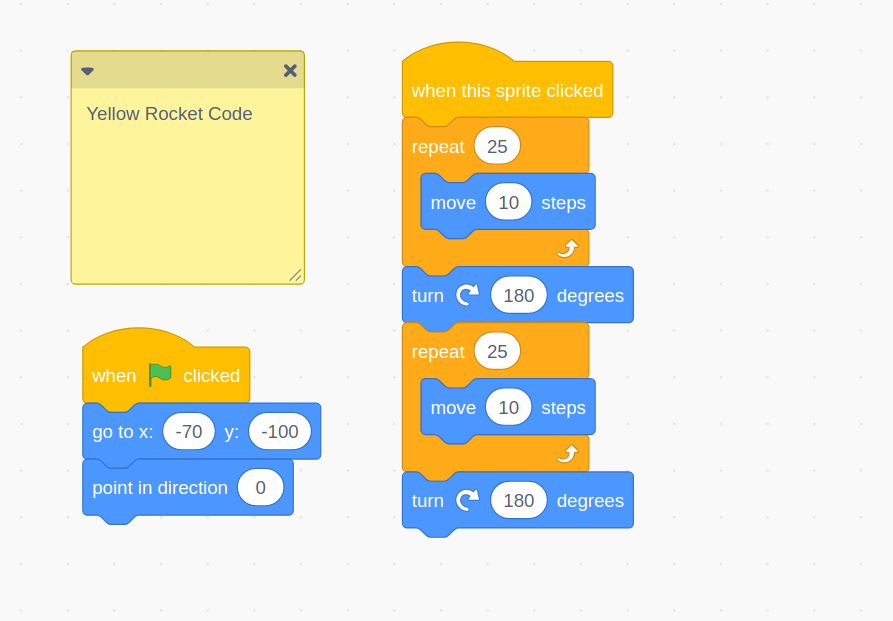 Yellow Rocket Code
when clicked
go to x: -70 y: -100
point in direction 0
when this sprite clicked
repeat 25
move 10 steps
turn 180 degrees
repeat 25
move 10 steps
turn 180 degrees